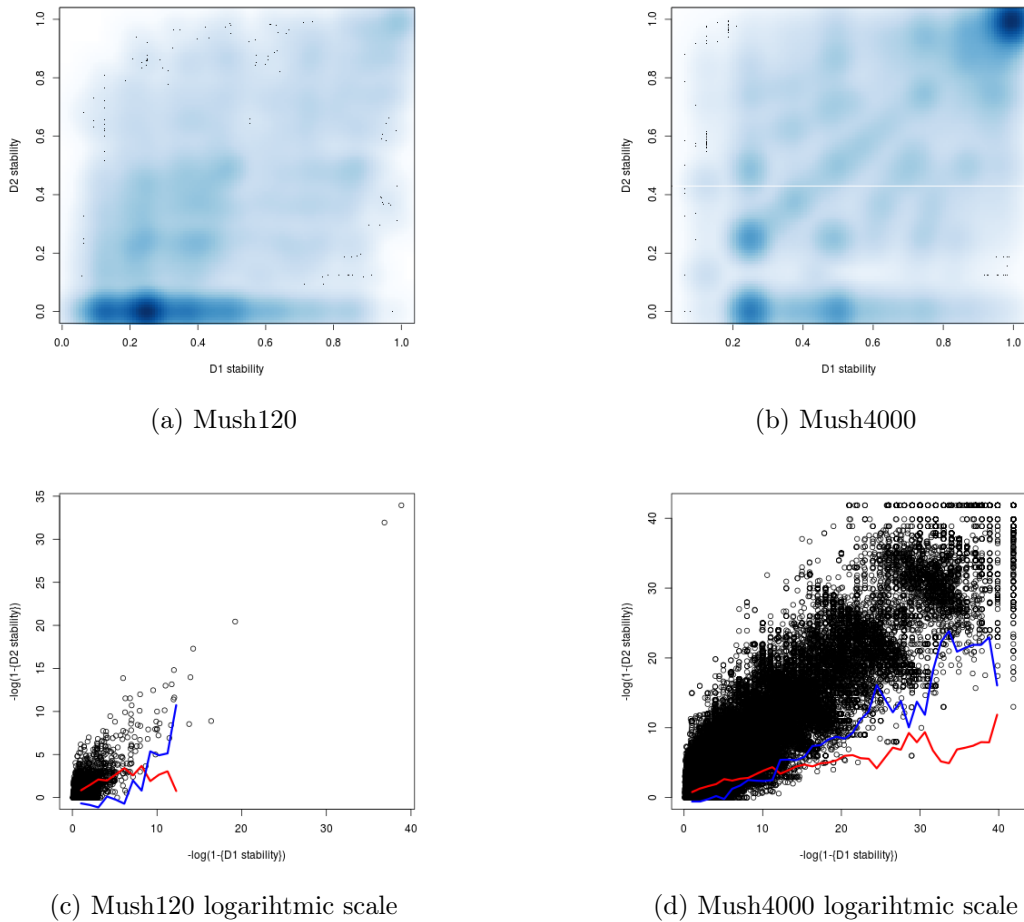 1.0
0.8
0.6
0.4
0.2
0.0
D2 stability
0.0 0.2 0.4 0.6 0.8 1.0
D1 stability
(a) Mush120
1.0
0.8
0.6
0.4
0.2
0.0
D2 stability
0.2 0.4 0.6 0.8 1.0
D1 stability
(b) Mush4000
35
30
25
20
15
10
5
0
-log(1-{D2 stability})
0 10 20 30 40
-log(1-{D1 stability})
(c) Mush120 logarihtmic scale
40
30
20
10
0
-log(1-{D2 stability})
0 10 20 30 40
-log(1-{D1 stability})
(d) Mush4000 logarihtmic scale